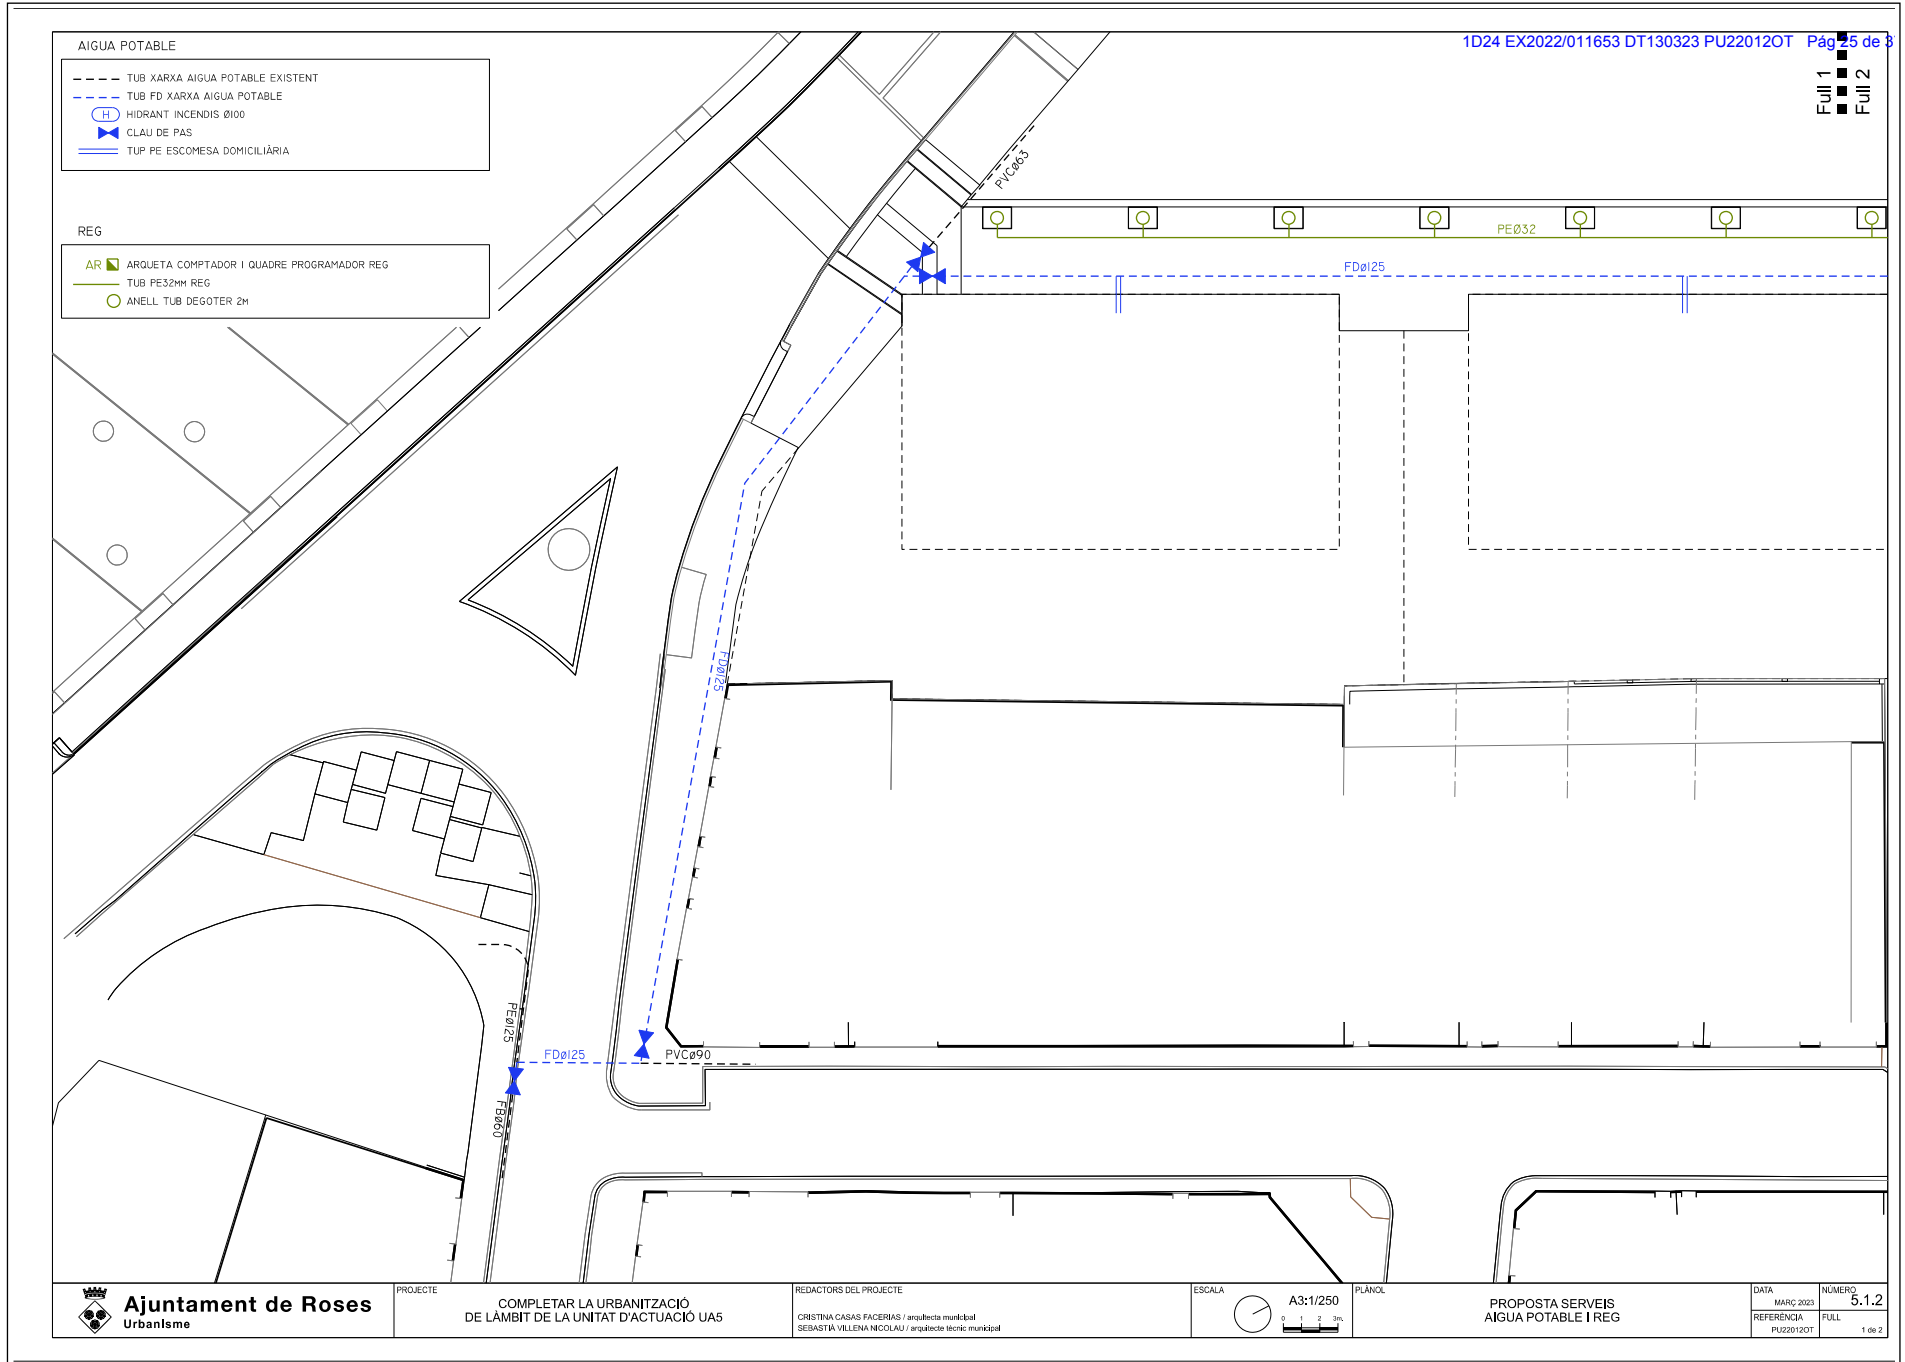 1D24 EX2022/011653 DT130323 PU22012OT Pág 25 de 3
Full 1
Full 2
AIGUA POTABLE
TUB XARXA AIGUA POTABLE EXISTENT
TUB FD XARXA AIGUA POTABLE
H HIDRANT INCENDIS Ø100
CLAU DE PAS
TUP PE ESCOMESA DOMICILIÀRIA
REG
AR ARQUETA COMPTADOR I QUADRE PROGRAMADOR REG
TUB PE32MM REG
ANELL TUB DEGOTER 2M
PVCØ63
PEØ32
FDØ125
FDØ125
PEØ125
FDØ125
PVCØ90
FBØ60
Ajuntament de Roses
Urbanisme
PROJECTE
COMPLETAR LA URBANITZACIÓ
DE LÀMBIT DE LA UNITAT D'ACTUACIÓ UA5
REDACTORS DEL PROJECTE
CRISTINA CASAS FACERIAS / arquitecta municipal
SEBASTIÀ VILLENA NICOLAU / arquitecte tècnic municipal
ESCALA
A3:1/250
0 1 2 3m.
PLÀNOL
PROPOSTA SERVEIS
AIGUA POTABLE I REG
DATA
MARÇ 2023
REFERÈNCIA
PU22012OT
NÚMERO
5.1.2
FULL
1 de 2